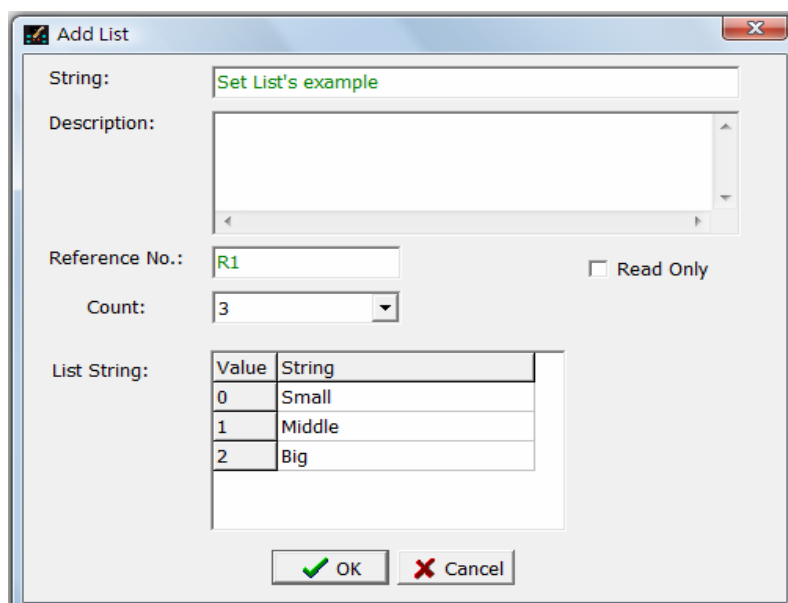 Add List
String: Set List's example
Description:
Reference No.: R1 Read Only
Count: 3
List String: Value String
0 Small
1 Middle
2 Big
OK Cancel